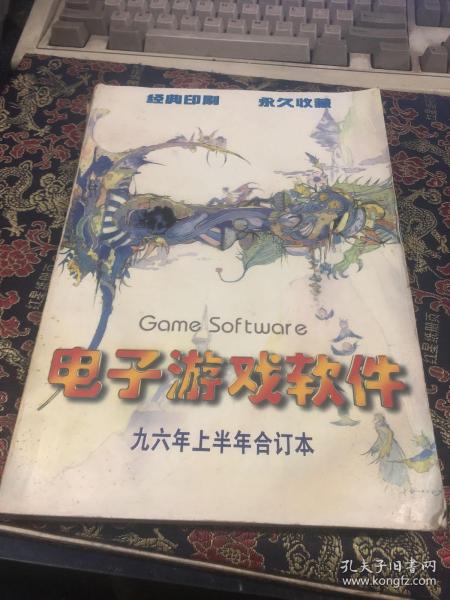 经典印刷 永久收藏
Game Software
电子游戏软件
九六年上半年合订本
孔夫子旧书网
www.kongfz.com